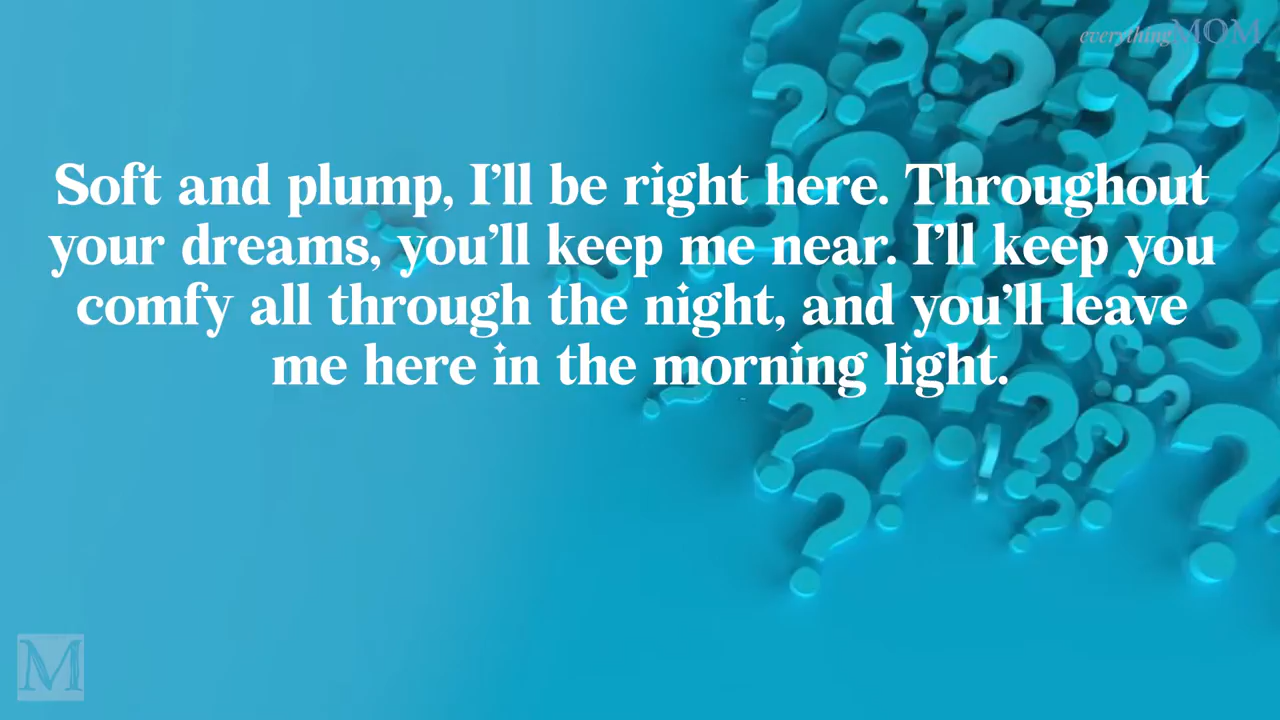 everythingMOM
Soft and plump, I’ll be right here. Throughout
your dreams, you’ll keep me near. I’ll keep you
comfy all through the night, and you’ll leave
me here in the morning light.
M